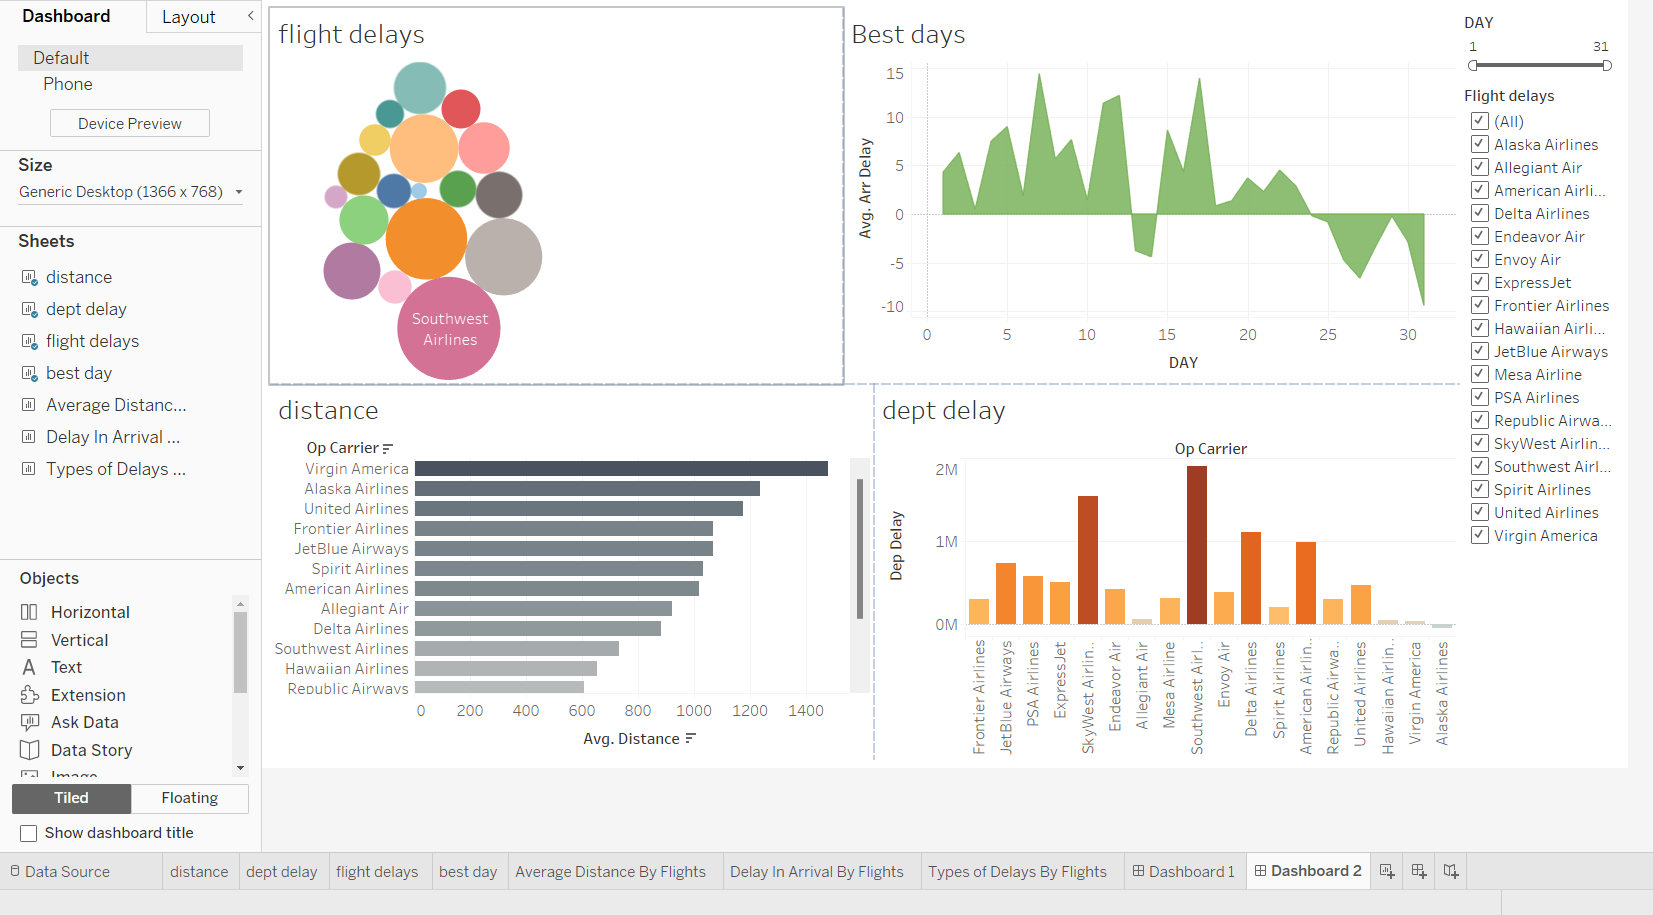 Dashboard
Layout
<
Default
Phone
Device Preview
Size
Generic Desktop (1366 x 768)
Sheets
distance
dept delay
flight delays
best day
Average Distanc...
Delay In Arrival ...
Types of Delays ...
Objects
Horizontal
Vertical
Text
Extension
Ask Data
Data Story
Image
Tiled
Floating
Show dashboard title
flight delays
Southwest
Airlines
Best days
Avg. Arr Delay
15
10
5
0
-5
-10
0 5 10 15 20 25 30
DAY
distance
Op Carrier
Virgin America
Alaska Airlines
United Airlines
Frontier Airlines
JetBlue Airways
Spirit Airlines
American Airlines
Allegiant Air
Delta Airlines
Southwest Airlines
Hawaiian Airlines
Republic Airways
0 200 400 600 800 1000 1200 1400
Avg. Distance
dept delay
Op Carrier
Dep Delay
2M
1M
0M
Frontier Airlines
JetBlue Airways
PSA Airlines
ExpressJet
SkyWest Airlin..
Endeavor Air
Allegiant Air
Mesa Airline
Southwest Airl..
Envoy Air
Delta Airlines
Spirit Airlines
American Airlin..
Republic Airwa..
United Airlines
Hawaiian Airlin..
Virgin America
Alaska Airlines
DAY
1 31
Flight delays
(All)
Alaska Airlines
Allegiant Air
American Airli...
Delta Airlines
Endeavor Air
Envoy Air
ExpressJet
Frontier Airlines
Hawaiian Airli...
JetBlue Airways
Mesa Airline
PSA Airlines
Republic Airwa...
SkyWest Airlin...
Southwest Airl...
Spirit Airlines
United Airlines
Virgin America
Data Source
distance
dept delay
flight delays
best day
Average Distance By Flights
Delay In Arrival By Flights
Types of Delays By Flights
Dashboard 1
Dashboard 2